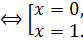 ⇔ [x = 0,
x = 1.